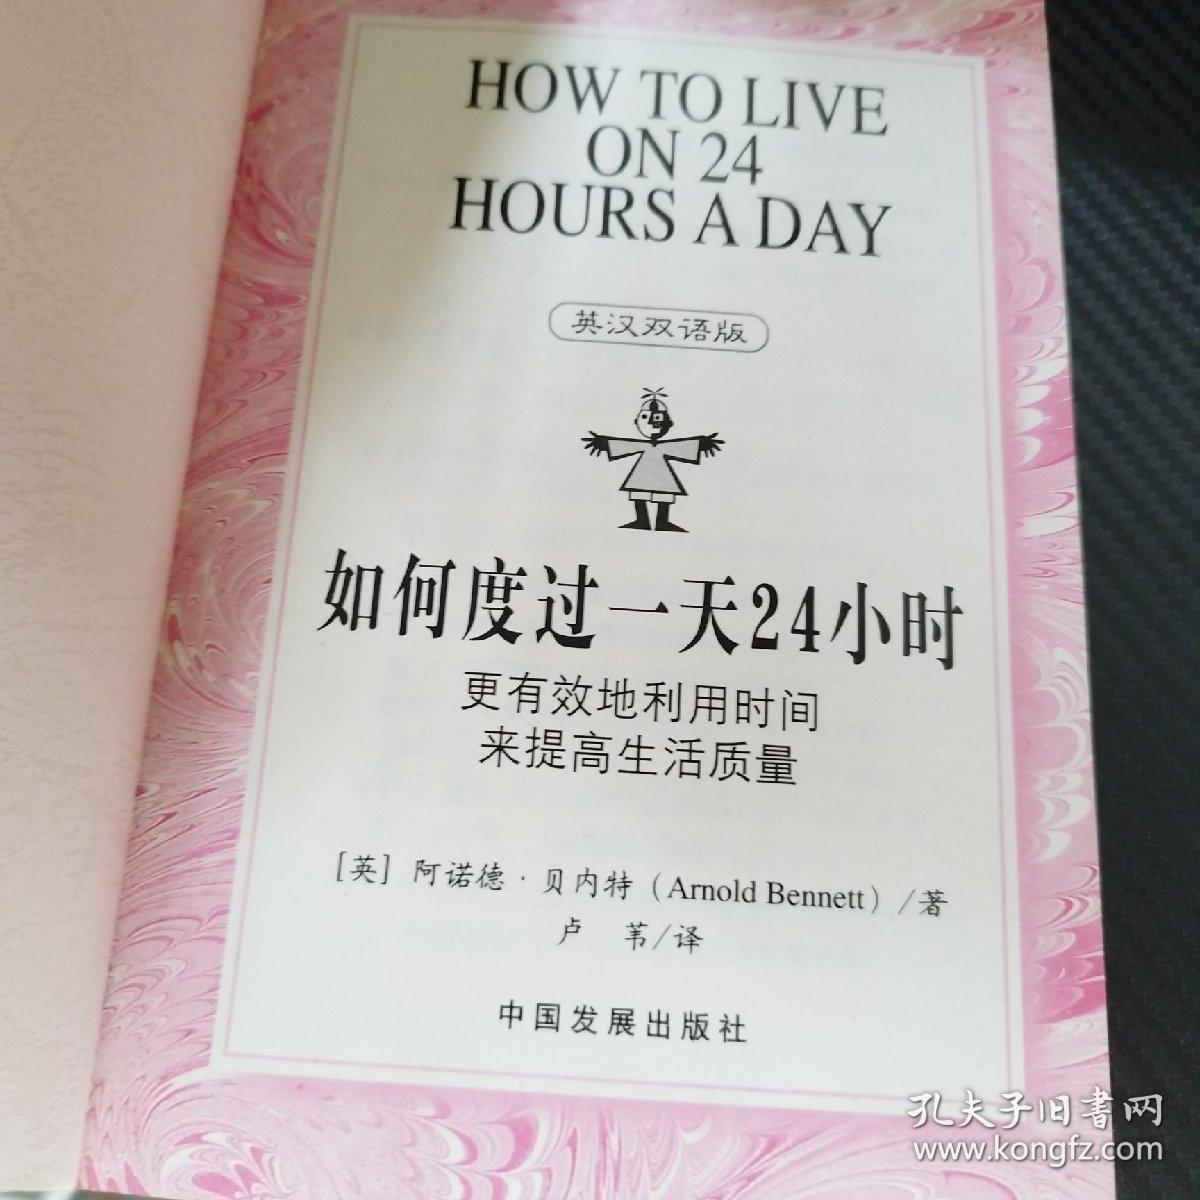 HOW TO LIVE
ON 24
HOURS A DAY
英汉双语版
如何度过一天24小时
更有效地利用时间
来提高生活质量
[英] 阿诺德·贝内特（Arnold Bennett）/著
卢 苇/译
中国发展出版社
孔夫子旧書网
www.kongfz.com